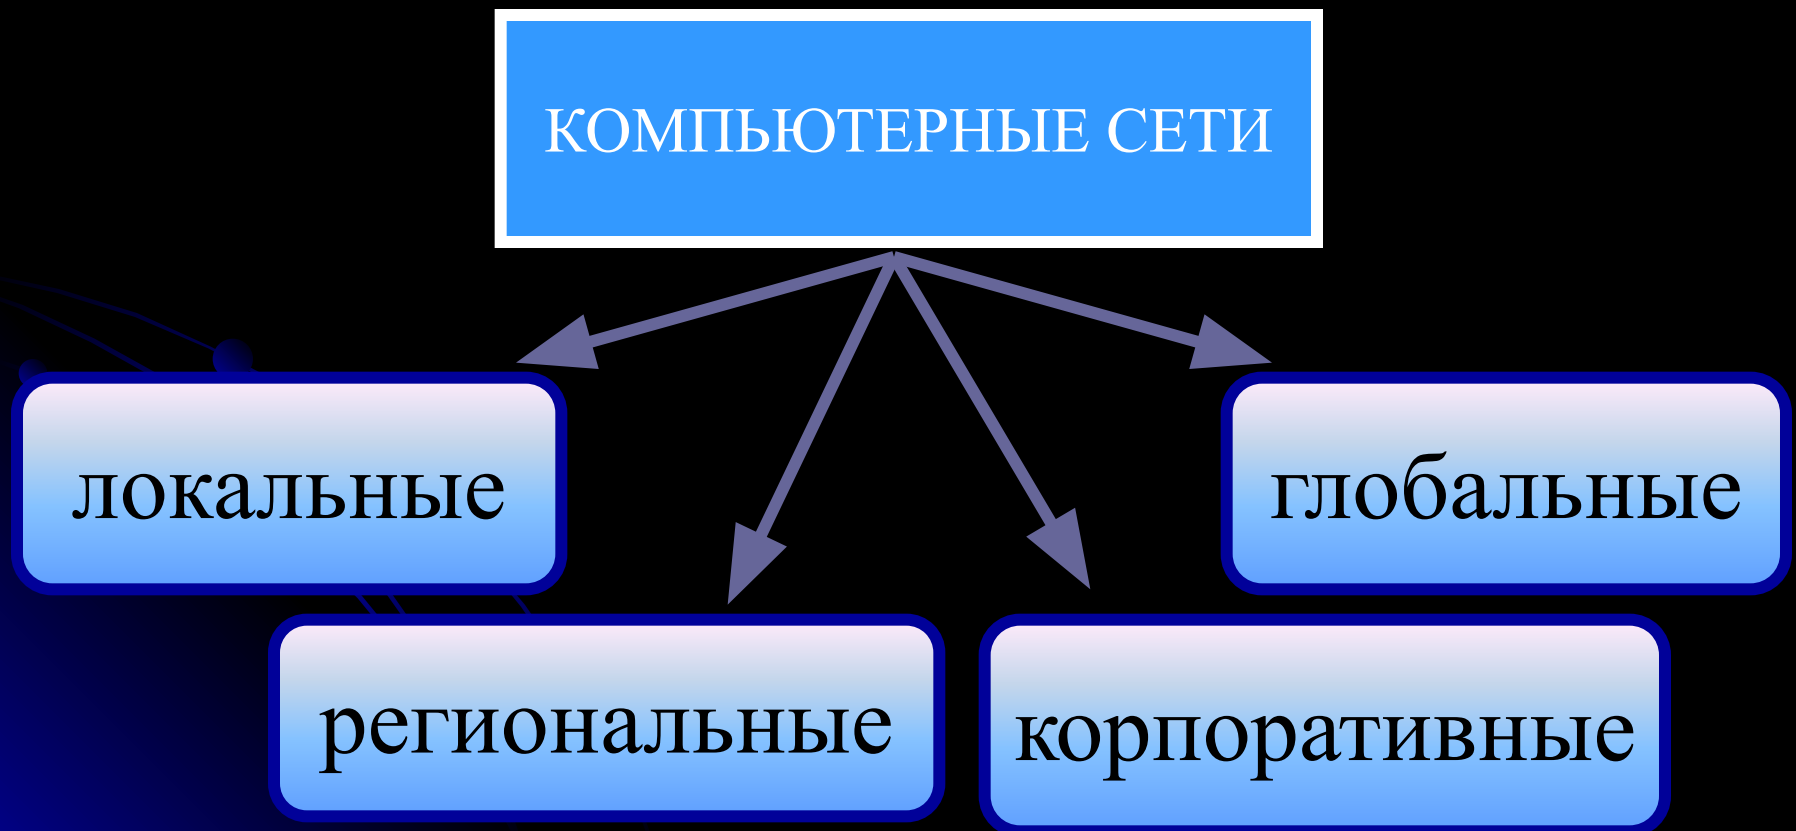 КОМПЬЮТЕРНЫЕ СЕТИ
локальные
глобальные
региональные
корпоративные